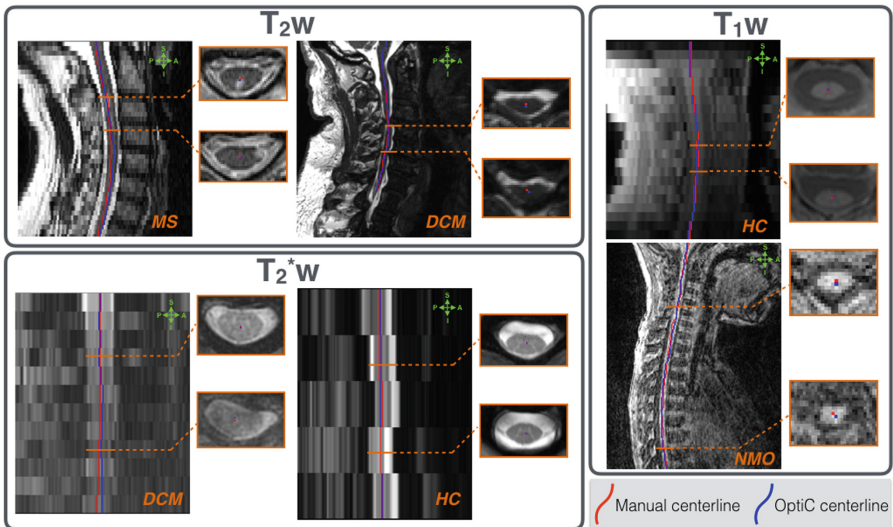 T₂w
S
P A
I
MS
S
P A
I
DCM
T₁w
S
P A
I
HC
T₂*w
S
P A
I
DCM
S
P A
I
HC
S
P A
I
NMO
Manual centerline
OptiC centerline